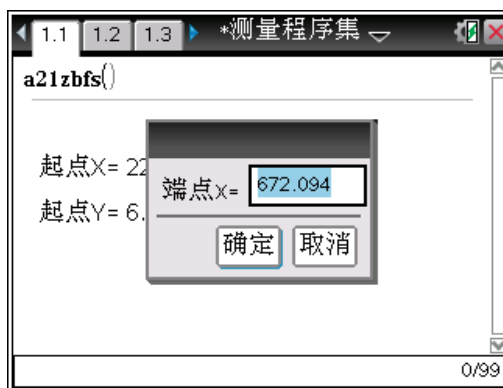 1.1 1.2 1.3 *测量程序集
a21zbfs()
起点X= 22
端点X= 672.094
起点Y= 6.
确定 取消
0/99